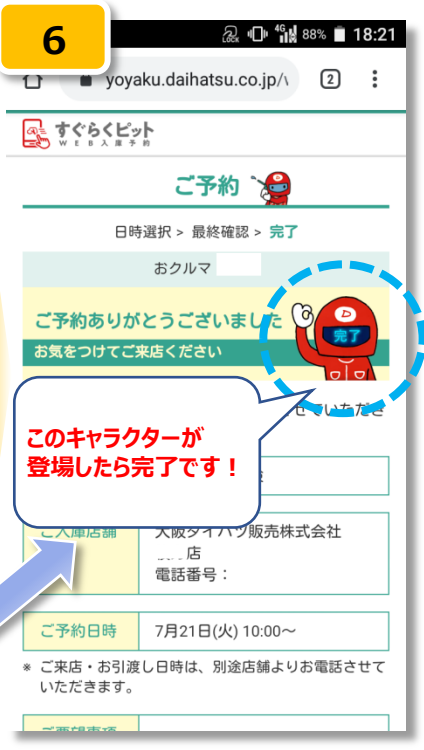 6
LOCK 4G 88% 18:21
yoyaku.daihatsu.co.jp/v
2
すぐらくピット
WEB入庫予約
ご予約
日時選択 > 最終確認 > 完了
おクルマ
ご予約ありがとうございました
完了
お気をつけてご来店ください
せていただき
このキャラクターが
登場したら完了です！
ご入庫店舗
大阪ダイハツ販売株式会社
店
電話番号：
ご予約日時
7月21日(火) 10:00～
* ご来店・お引渡し日時は、別途店舗よりお電話させて
いただきます。
ご要望事項